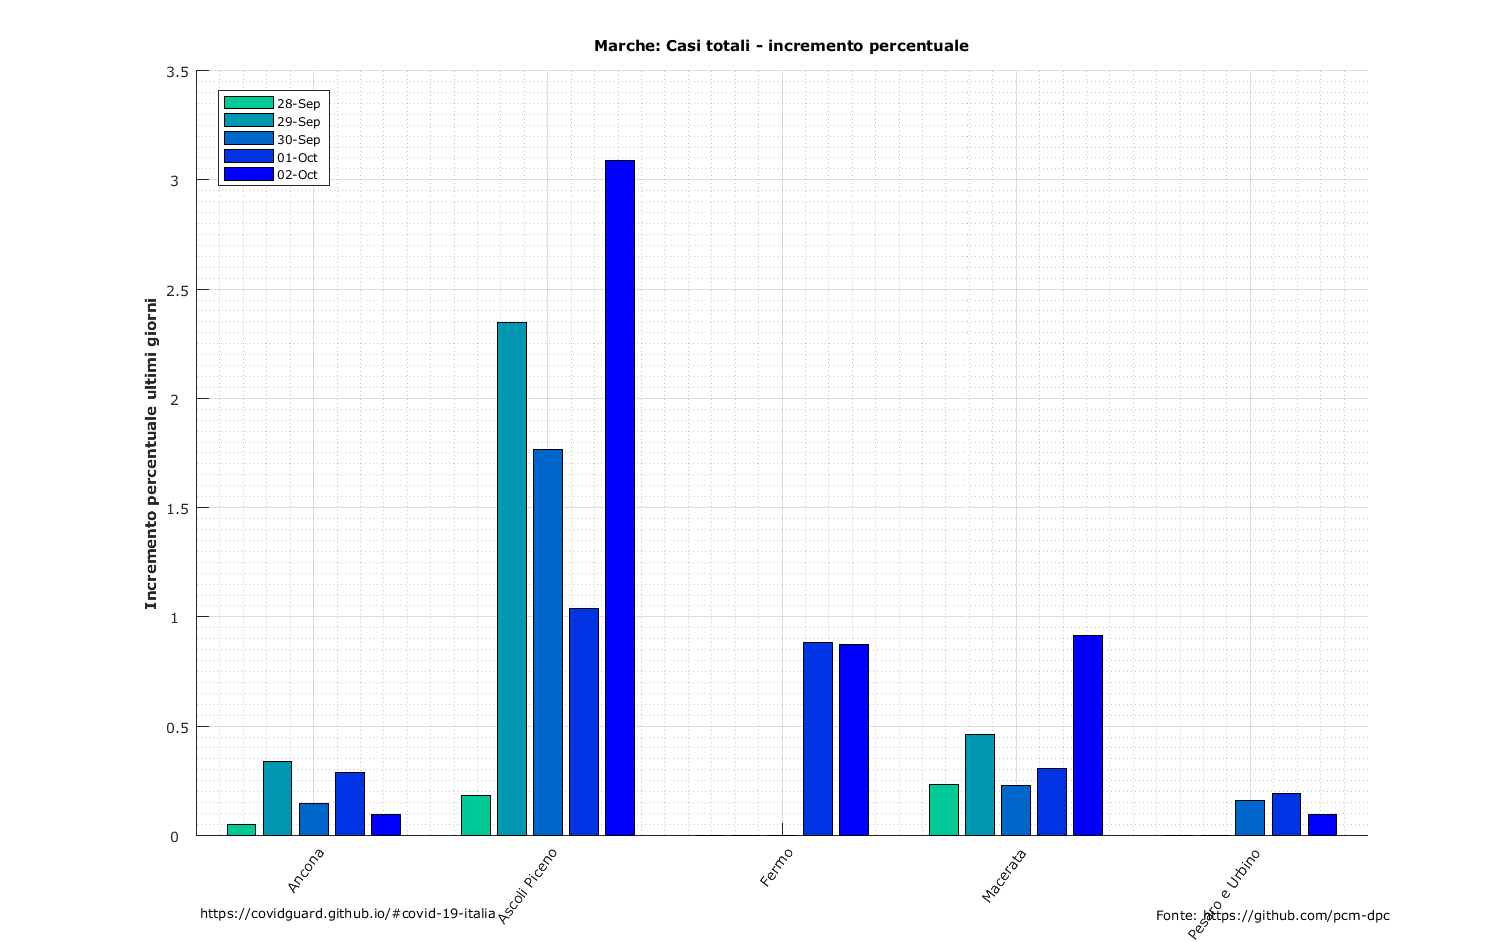 Marche: Casi totali - incremento percentuale
Incremento percentuale ultimi giorni
3.5
3
2.5
2
1.5
1
0.5
0
28-Sep
29-Sep
30-Sep
01-Oct
02-Oct
Ancona
Ascoli Piceno
Fermo
Macerata
Pesaro e Urbino
https://covidguard.github.io/#covid-19-italia
Fonte: https://github.com/pcm-dpc